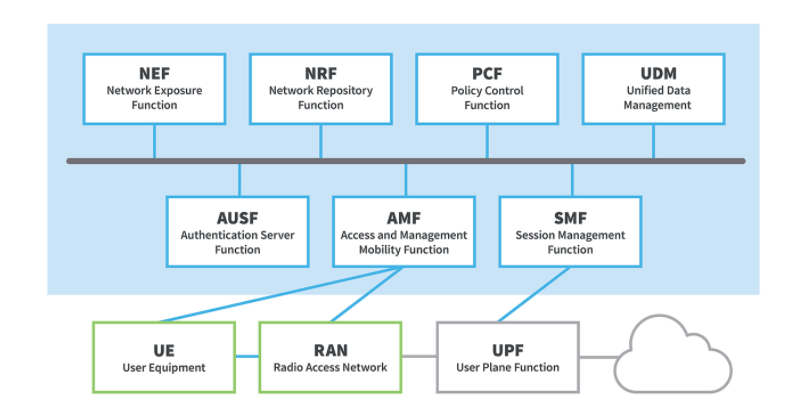 NEF
Network Exposure
Function
NRF
Network Repository
Function
PCF
Policy Control
Function
UDM
Unified Data
Management
AUSF
Authentication Server
Function
AMF
Access and Management
Mobility Function
SMF
Session Management
Function
UE
User Equipment
RAN
Radio Access Network
UPF
User Plane Function